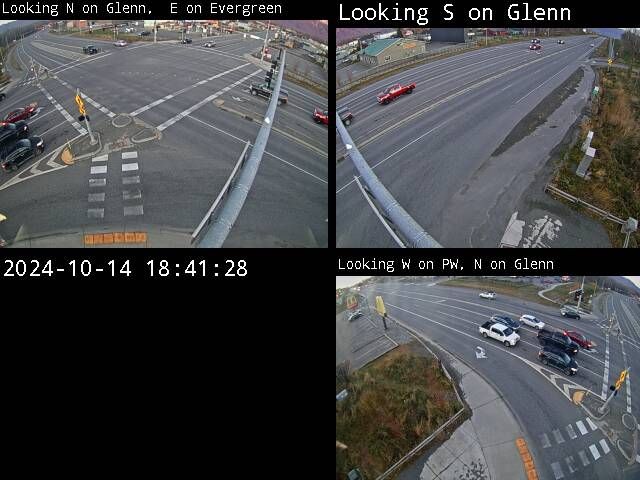 Looking N on Glenn, E on Evergreen
Looking S on Glenn
2024-10-14 18:41:28
Looking W on PW, N on Glenn